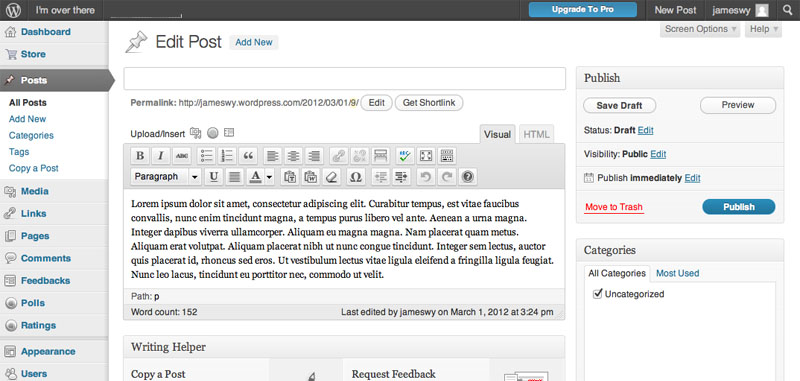 I'm over there
Upgrade To Pro
New Post
jameswy
Screen Options
Help
Dashboard
Store
Posts
All Posts
Add New
Categories
Tags
Copy a Post
Media
Links
Pages
Comments
Feedbacks
Polls
Ratings
Appearance
Users
Edit Post
Add New
Permalink: http://jameswy.wordpress.com/2012/03/01/9/ Edit Get Shortlink
Upload/Insert
Visual
HTML
B I ABC
ABC
Paragraph
U A
T W Ω
Lorem ipsum dolor sit amet, consectetur adipiscing elit. Curabitur tempus, est vitae faucibus
convallis, nunc enim tincidunt magna, a tempus purus libero vel ante. Aenean a urna magna.
Integer dapibus viverra ullamcorper. Aliquam eu magna magna. Nam placerat quam metus.
Aliquam erat volutpat. Aliquam placerat nibh ut nunc congue tincidunt. Integer sem lectus, auctor
quis placerat id, rhoncus sed eros. Ut vestibulum lectus vitae ligula eleifend a fringilla ligula feugiat.
Nunc leo lacus, tincidunt eu porttitor nec, commodo ut velit.
Path: p
Word count: 152
Last edited by jameswy on March 1, 2012 at 3:24 pm
Writing Helper
Copy a Post
Request Feedback
Publish
Save Draft
Preview
Status: Draft Edit
Visibility: Public Edit
Publish immediately Edit
Move to Trash
Publish
Categories
All Categories
Most Used
Uncategorized